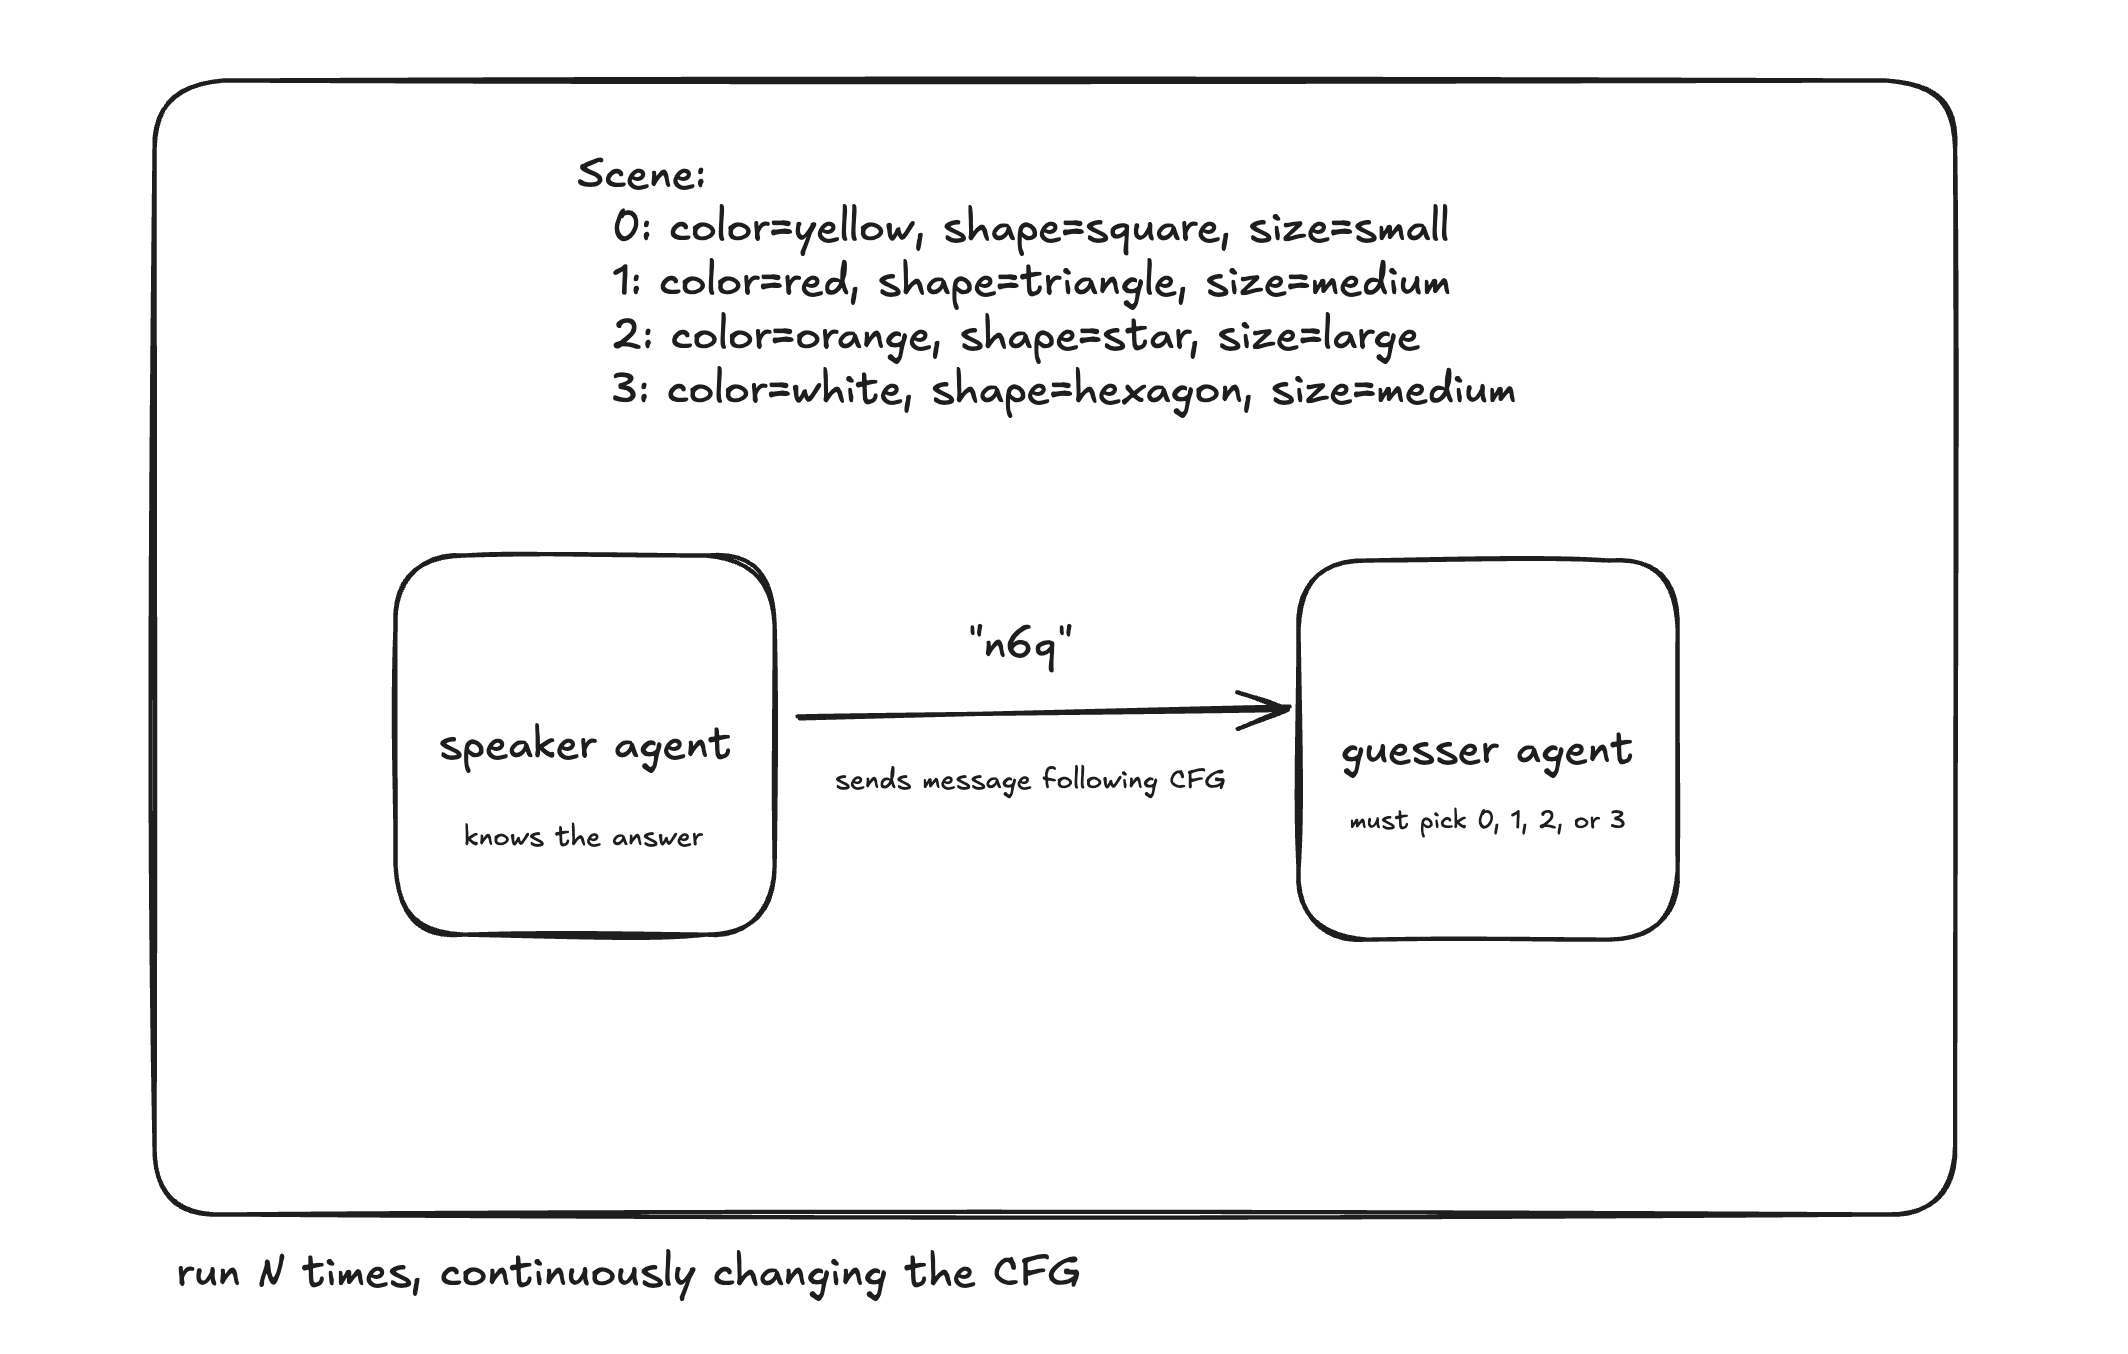 Scene:
0: color=yellow, shape=square, size=small
1: color=red, shape=triangle, size=medium
2: color=orange, shape=star, size=large
3: color=white, shape=hexagon, size=medium
"n6q"
speaker agent
knows the answer
sends message following CFG
guesser agent
must pick 0, 1, 2, or 3
run N times, continuously changing the CFG